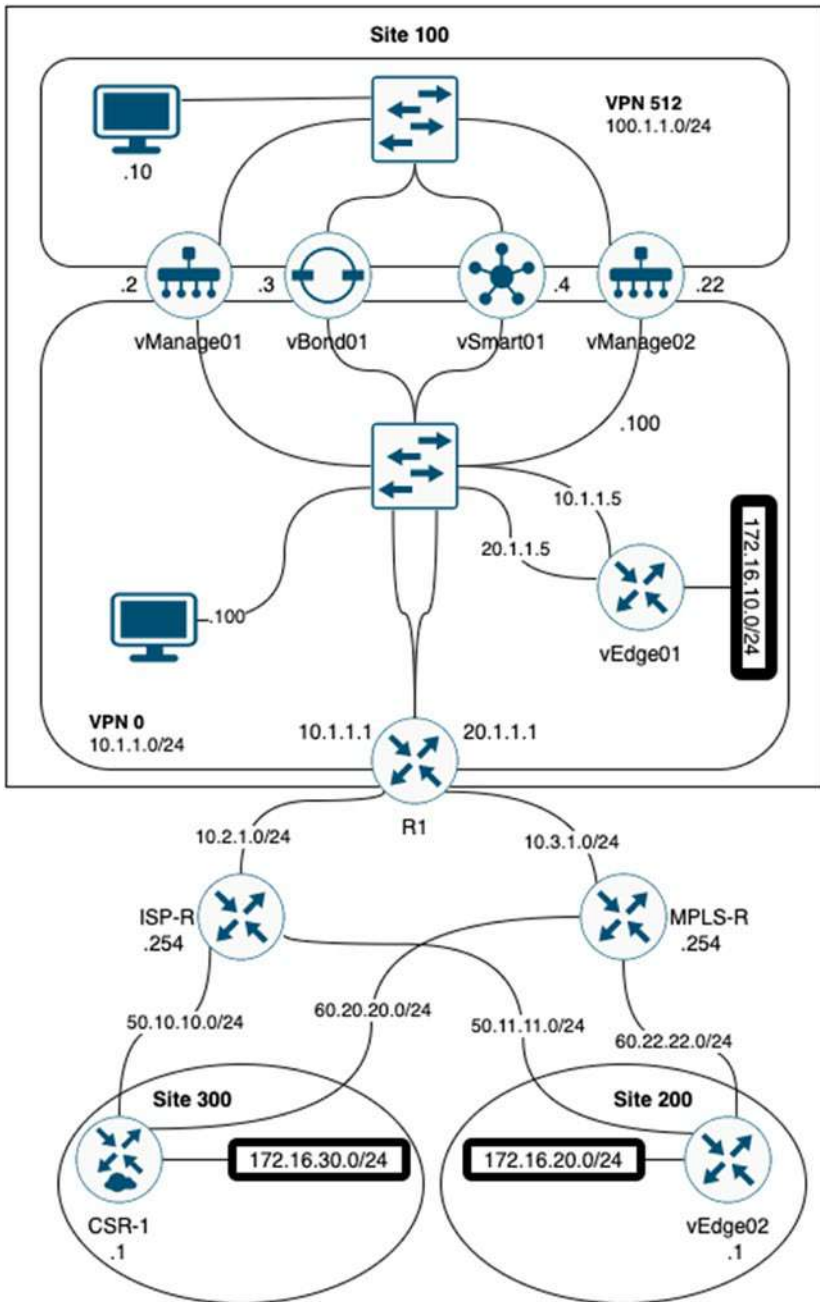 Site 100
VPN 512
100.1.1.0/24
.10
.2
.3
.4
.22
vManage01
vBond01
vSmart01
vManage02
.100
10.1.1.5
20.1.1.5
172.16.10.0/24
.100
vEdge01
VPN 0
10.1.1.0/24
10.1.1.1
20.1.1.1
R1
10.2.1.0/24
10.3.1.0/24
ISP-R
.254
MPLS-R
.254
50.10.10.0/24
60.20.20.0/24
50.11.11.0/24
60.22.22.0/24
Site 300
Site 200
172.16.30.0/24
172.16.20.0/24
CSR-1
.1
vEdge02
.1